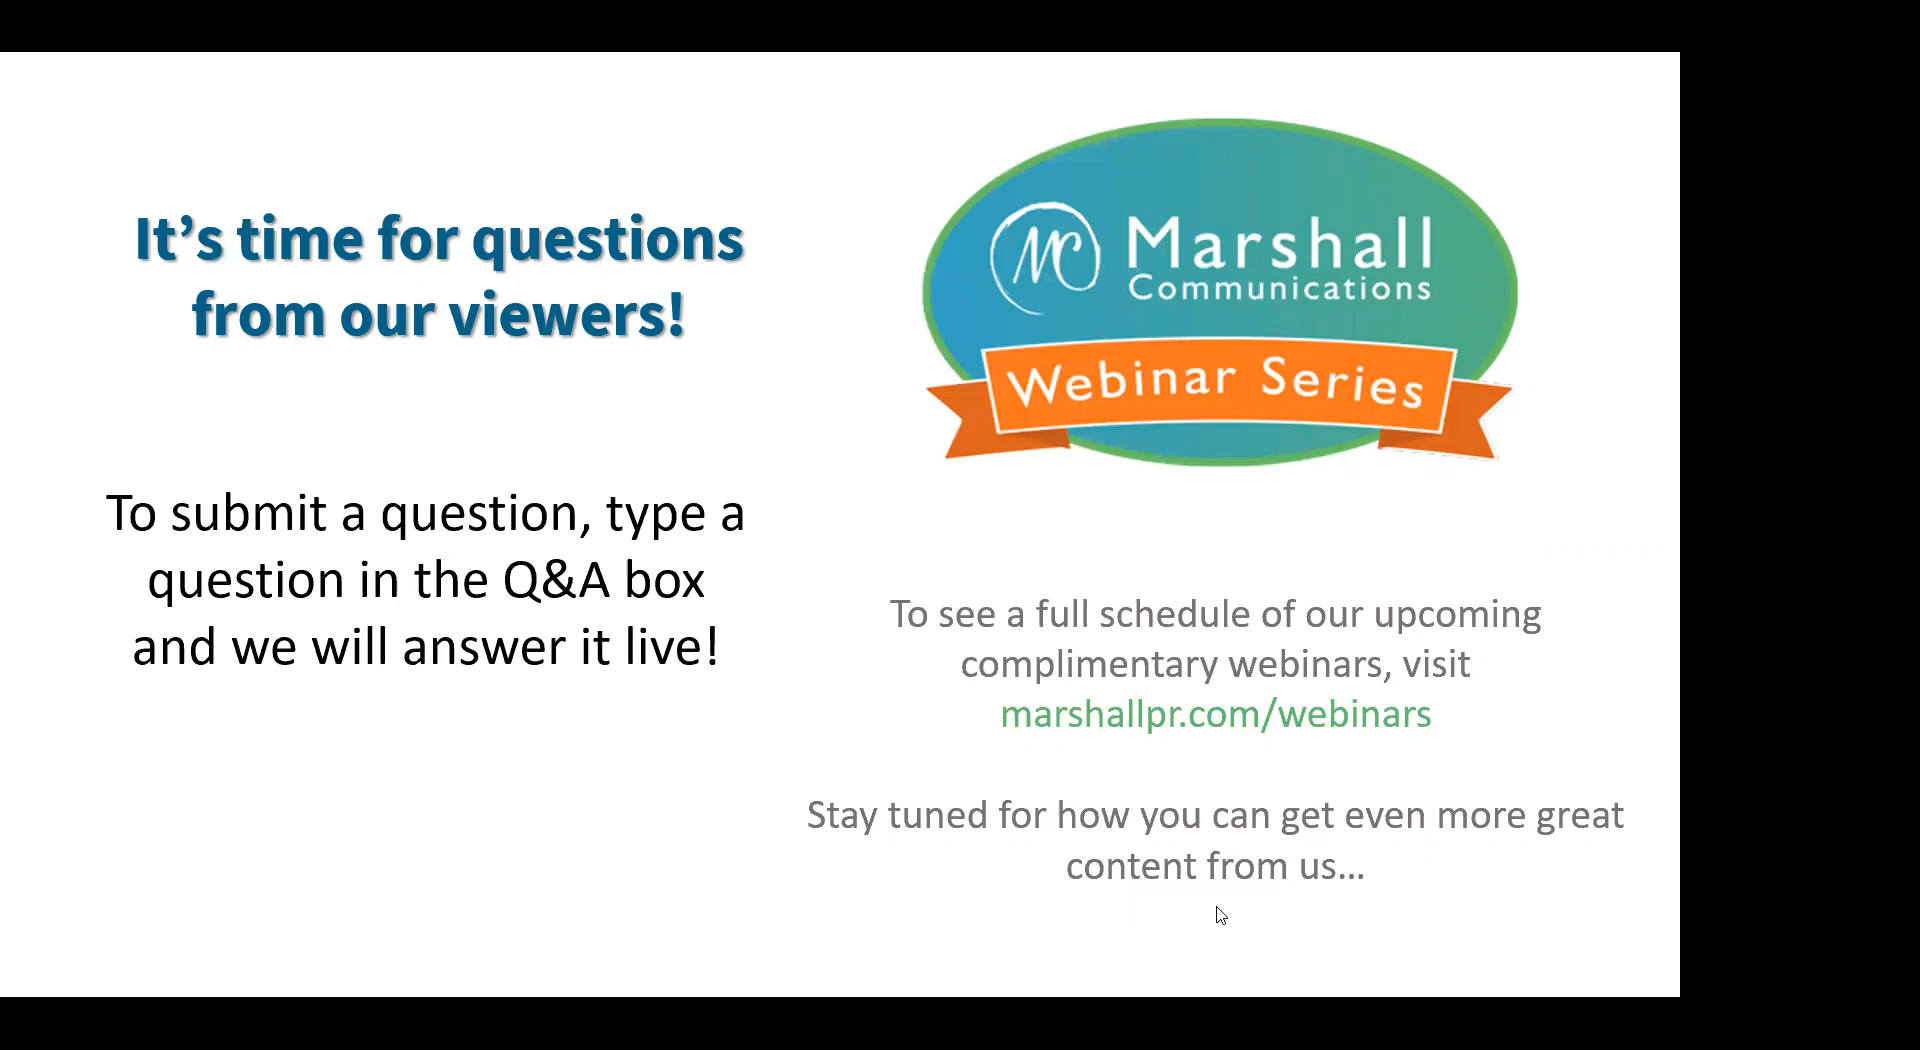 It’s time for questions
from our viewers!
To submit a question, type a
question in the Q&A box
and we will answer it live!
MC Marshall
Communications
Webinar Series
To see a full schedule of our upcoming
complimentary webinars, visit
marshallpr.com/webinars
Stay tuned for how you can get even more great
content from us...